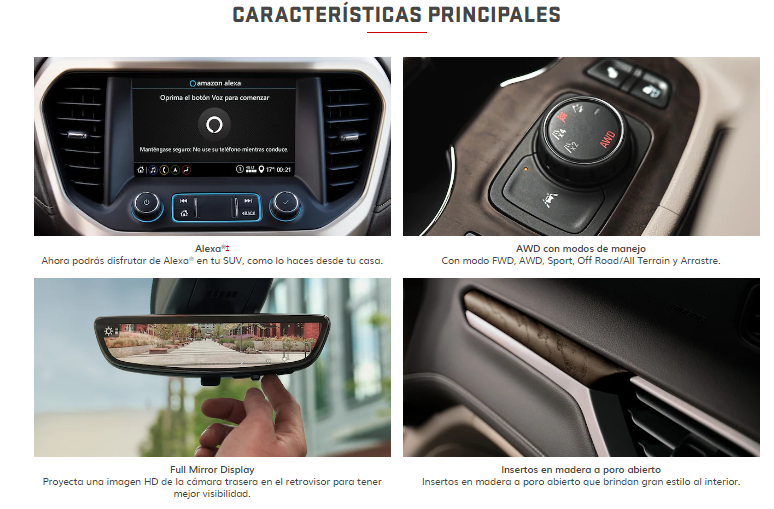 CARACTERÍSTICAS PRINCIPALES
amazon alexa
Oprima el botón Voz para comenzar
Manténgase seguro: No use su teléfono mientras conduce.
17° 00:21
BACK
AWD
4x4
4x2
Alexa®‡
Ahora podrás disfrutar de Alexa® en tu SUV, como lo haces desde tu casa.
AWD con modos de manejo
Con modo FWD, AWD, Sport, Off Road/All Terrain y Arrastre.
Full Mirror Display
Proyecta una imagen HD de la cámara trasera en el retrovisor para tener
mejor visibilidad.
Insertos en madera a poro abierto
Insertos en madera a poro abierto que brindan gran estilo al interior.